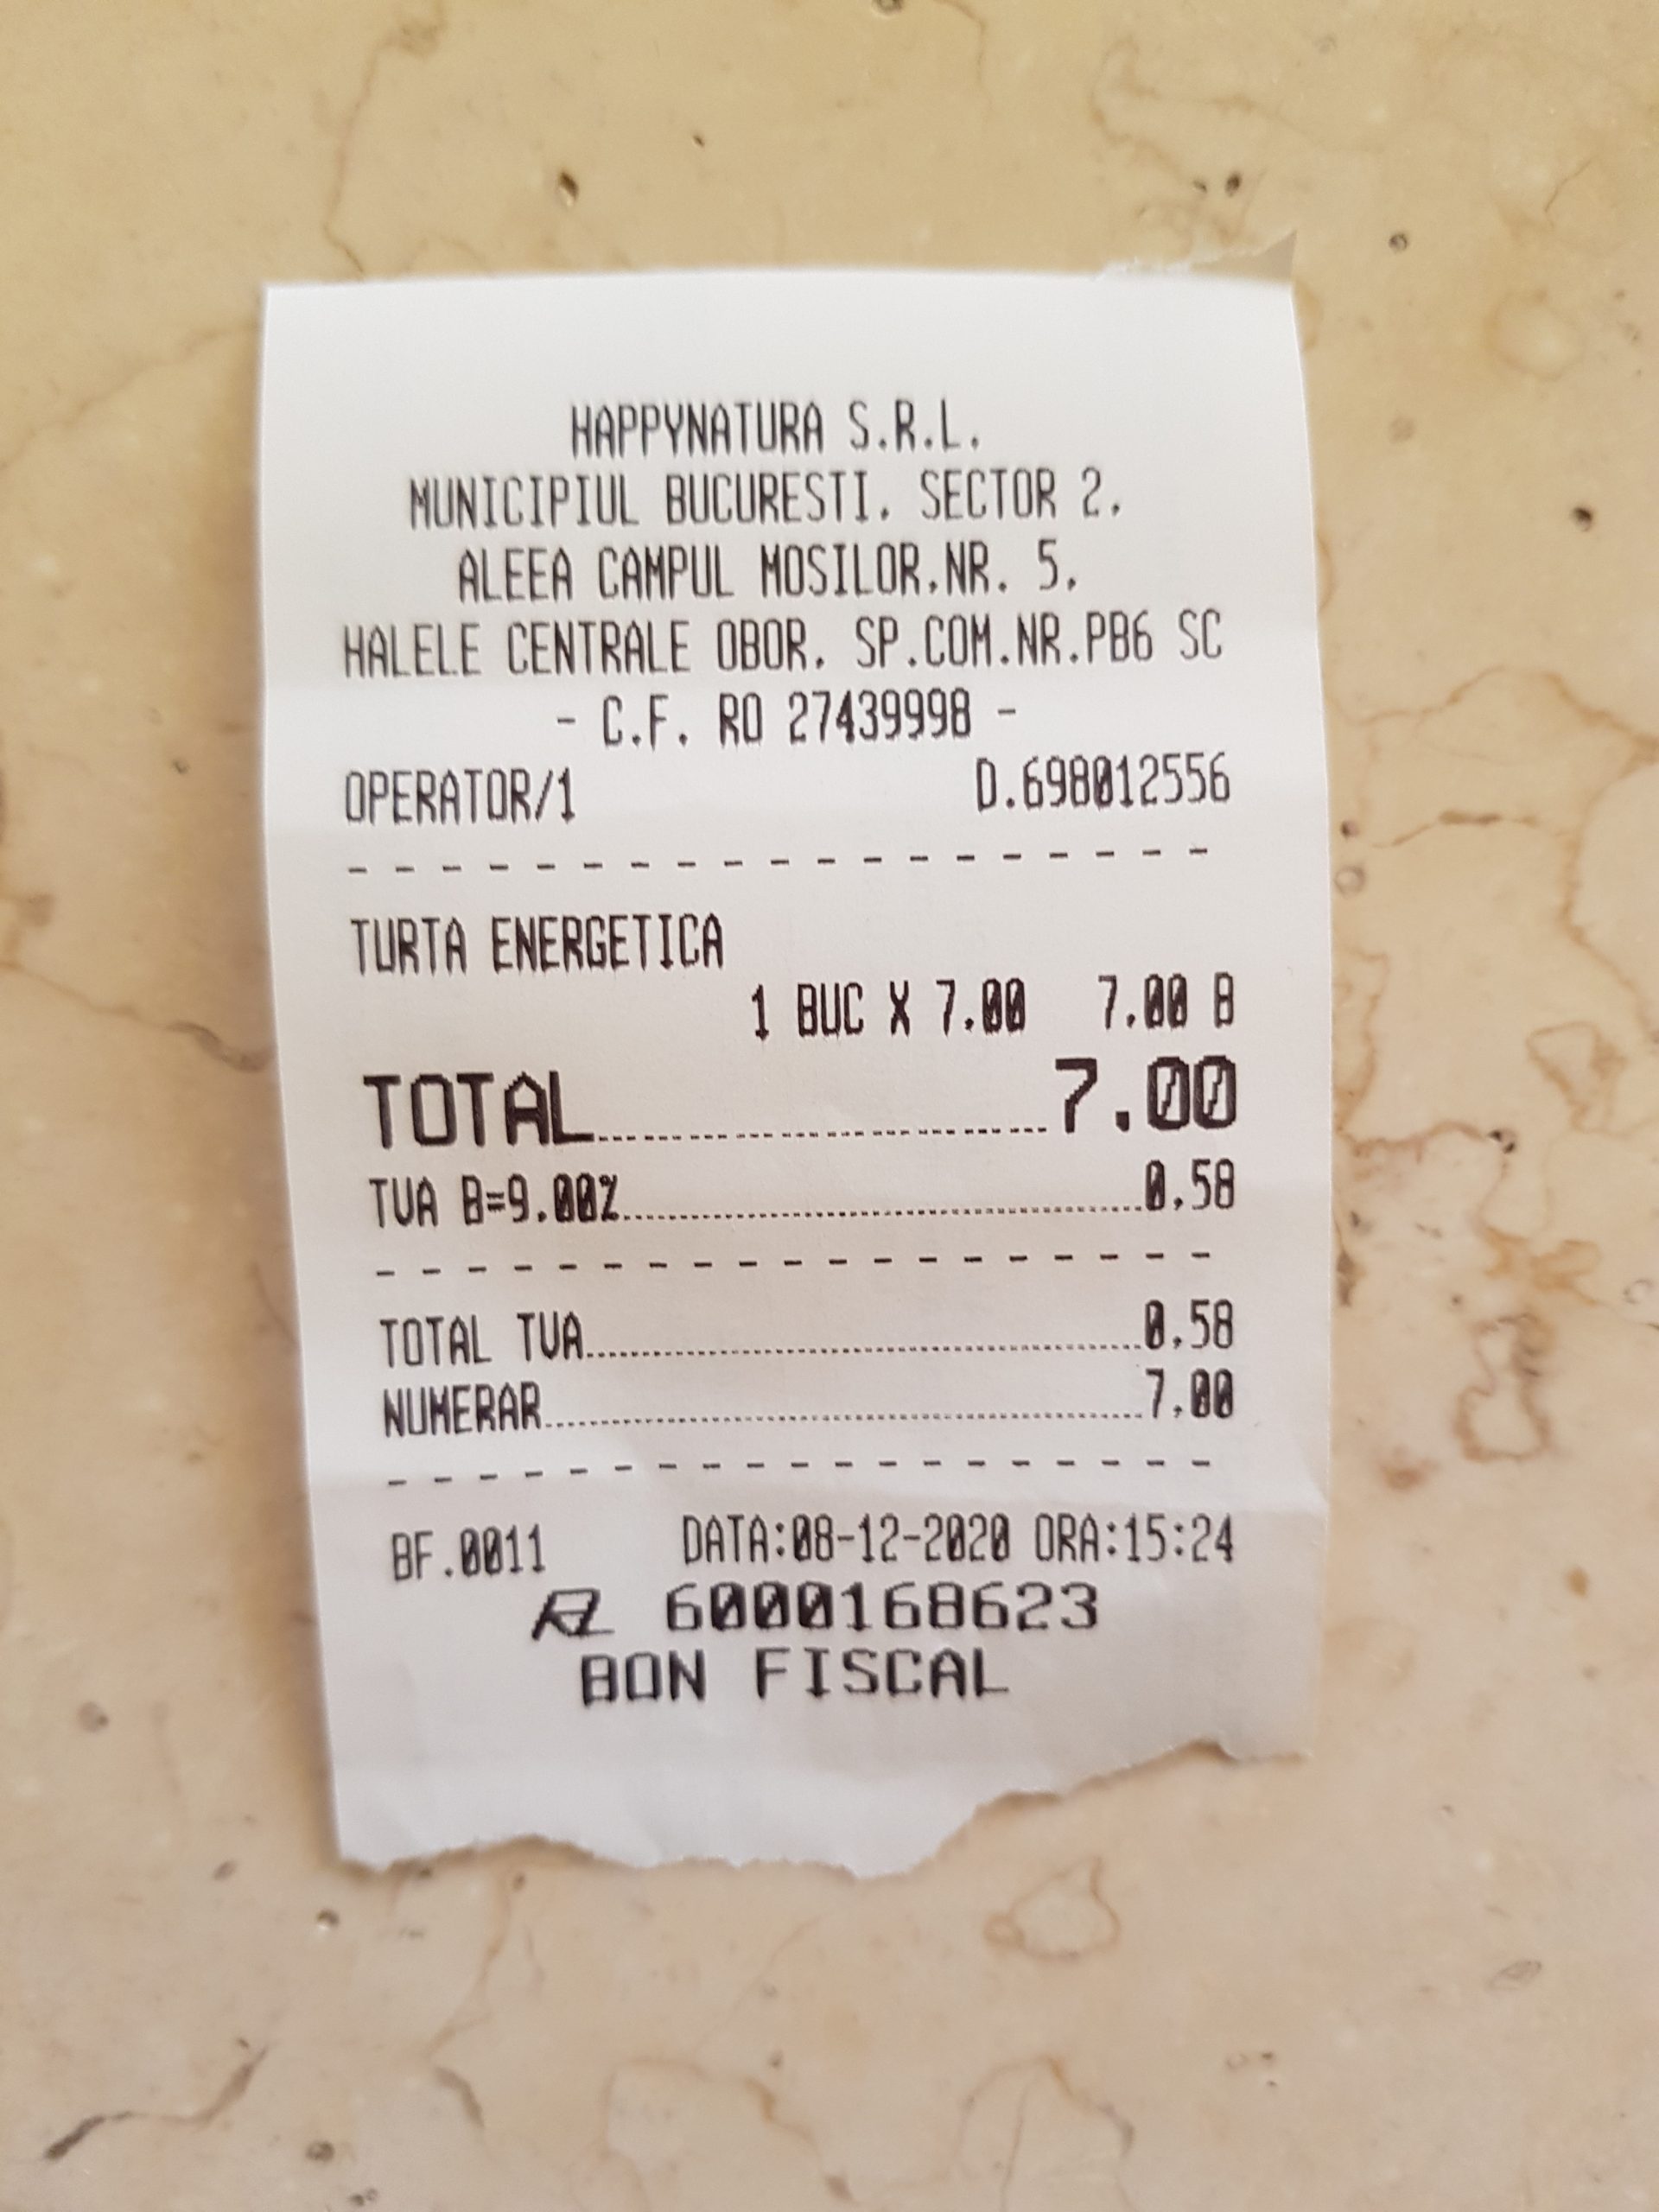 HAPPYNATURA S.R.L.
MUNICIPIUL BUCURESTI, SECTOR 2,
ALEEA CAMPUL MOSILOR,NR. 5,
HALELE CENTRALE OBOR, SP.COM.NR.PB6 SC
- C.F. RO 27439998 -
OPERATOR/1 D.698012556
TURTA ENERGETICA
1 BUC X 7.00 7.00 B
TOTAL 7.00
TVA B=9.00% 0.58
TOTAL TVA 0.58
NUMERAR 7.00
BF.0011 DATA:08-12-2020 ORA:15:24
6000168623
BON FISCAL